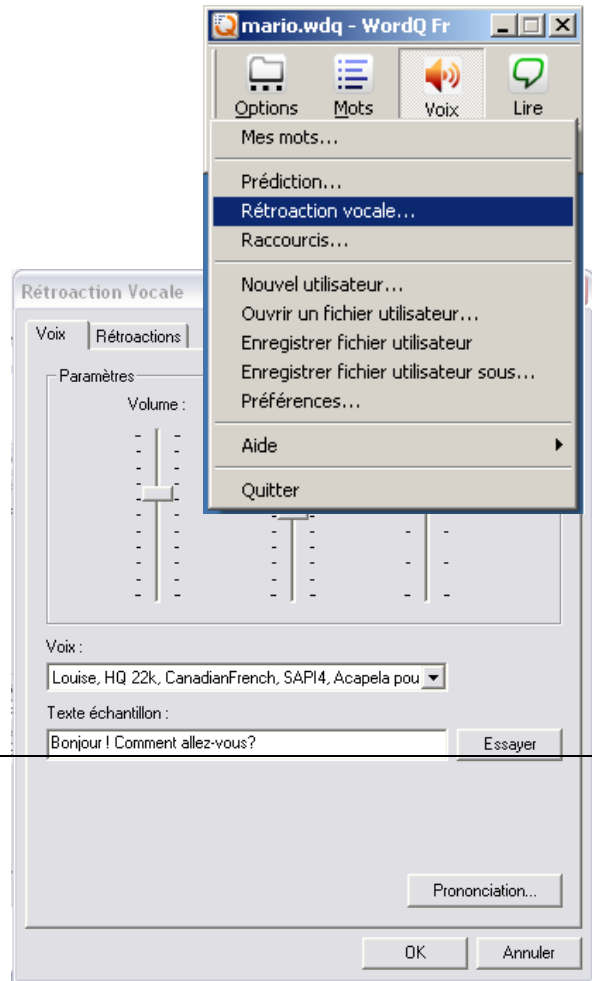 mario.wdq - WordQ Fr
Options Mots Voix Lire
Mes mots...
Prédiction...
Rétroaction vocale...
Raccourcis...
Nouvel utilisateur...
Ouvrir un fichier utilisateur...
Enregistrer fichier utilisateur
Enregistrer fichier utilisateur sous...
Préférences...
Aide
Quitter
Rétroaction Vocale
Voix Rétroactions
Paramètres
Volume :
Voix :
Louise, HQ 22k, CanadianFrench, SAPI4, Acapela pou
Texte échantillon :
Bonjour ! Comment allez-vous?
Essayer
Prononciation...
OK Annuler